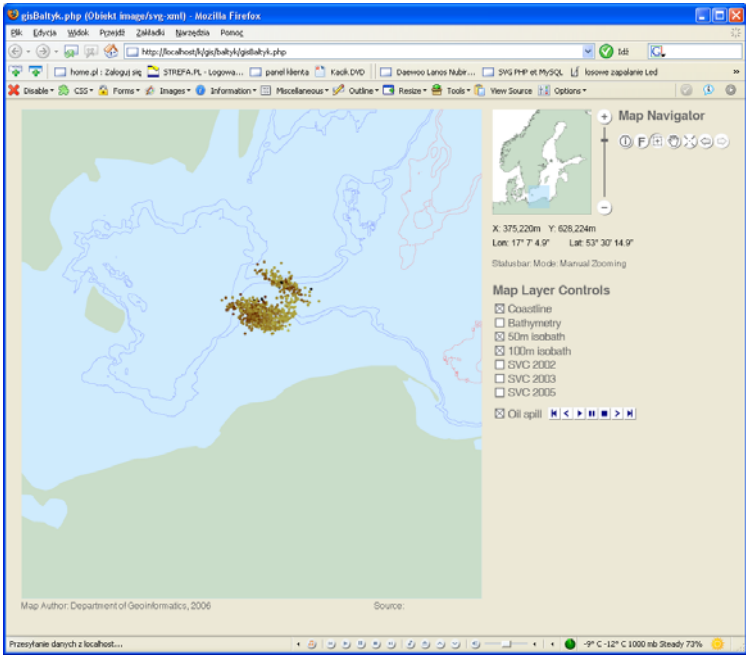 gisBaltyk.php (Obiekt image/svg-xml) - Mozilla Firefox
Plik Edycja Widok Przejdź Zakładki Narzędzia Pomoc
http://localhost/k/gis/baltyk/gisBaltyk.php Idź
home.pl : Zaloguj się STREFA.PL - Logowa... panel klienta Kacik DVD Daewoo Lanos Nubir... SVG PHP et MySQL losowe zapalanie Led
Disable CSS Forms Images Information Miscellaneous Outline Resize Tools View Source Options
Map Navigator
F
X: 375,220m Y: 628,224m
Lon: 17° 7' 4.9" Lat: 53° 30' 14.9"
Statusbar: Mode: Manual Zooming
Map Layer Controls
Coastline
Bathymetry
50m isobath
100m isobath
SVC 2002
SVC 2003
SVC 2005
Oil spill
Map Author: Department of Geoinformatics, 2006 Source:
Przesyłanie danych z localhost... -9° C -12° C 1000 mb Steady 73%